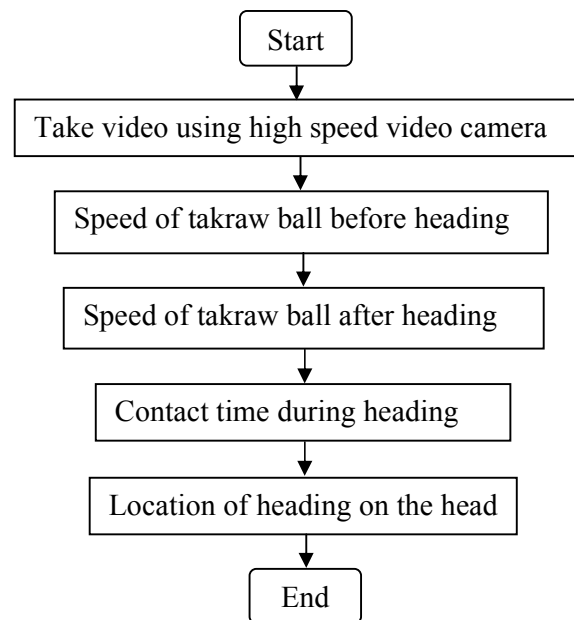 Start
Take video using high speed video camera
Speed of takraw ball before heading
Speed of takraw ball after heading
Contact time during heading
Location of heading on the head
End